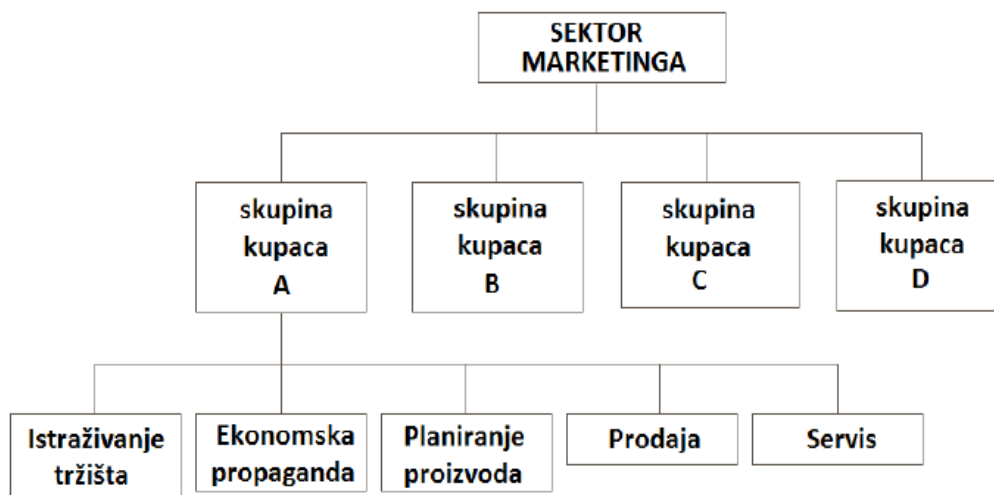 SEKTOR
MARKETINGA
skupina
kupaca
A
skupina
kupaca
B
skupina
kupaca
C
skupina
kupaca
D
Istraživanje
tržišta
Ekonomska
propaganda
Planiranje
proizvoda
Prodaja
Servis